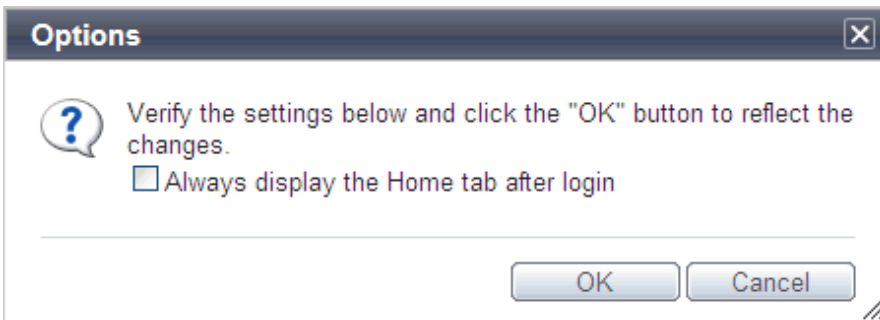 Options
Verify the settings below and click the "OK" button to reflect the
changes.
Always display the Home tab after login
OK
Cancel